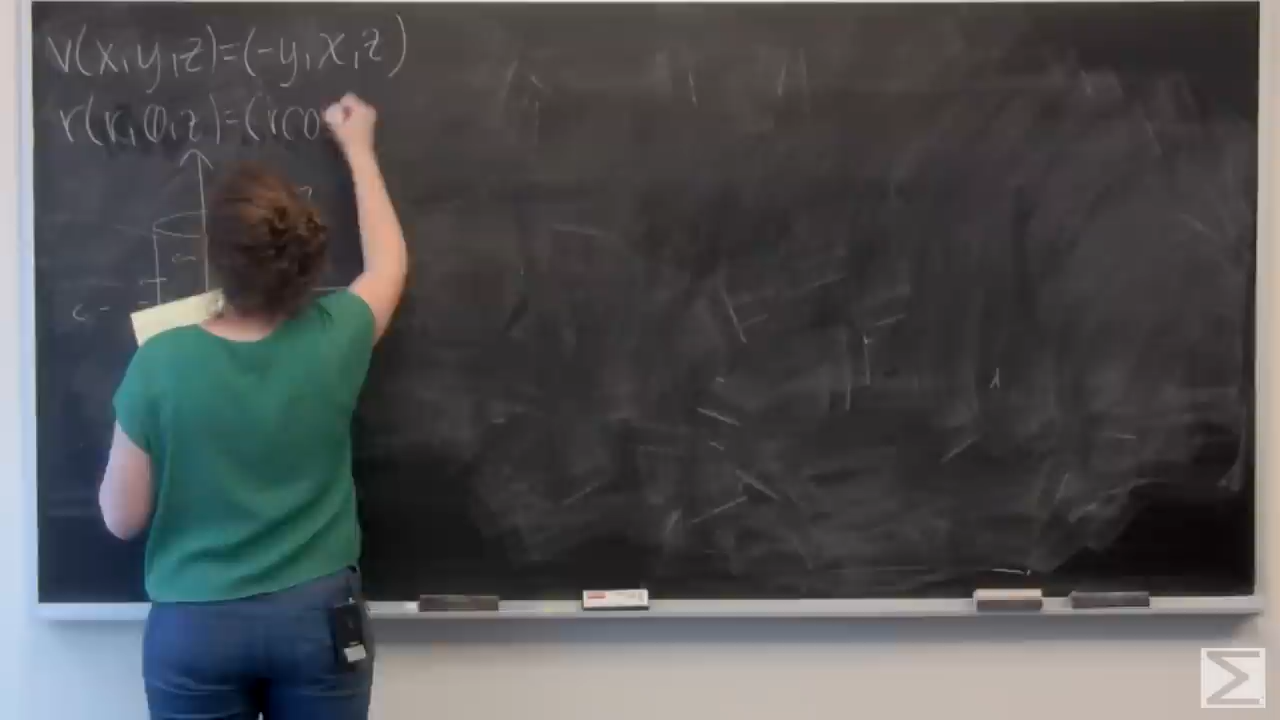 v(x,y,z)=(-y,x,z)
r(r,φ,z)=(rco
c
Σ